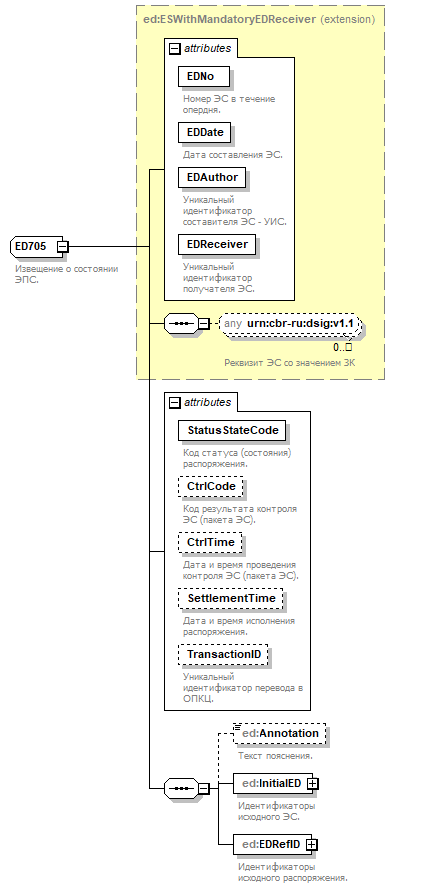 ed:ESWithMandatoryEDReceiver (extension)
attributes
EDNo
Номер ЭС в течение
опердня.
EDDate
Дата составления ЭС.
EDAuthor
Уникальный
идентификатор
составителя ЭС - УИС.
EDReceiver
Уникальный
идентификатор
получателя ЭС.
ED705
Извещение о состоянии
ЭПС.
any urn:cbr-ru:dsig:v1.1
0..
Реквизит ЭС со значением ЗК
attributes
StatusStateCode
Код статуса (состояния)
распоряжения.
CtrlCode
Код результата контроля
ЭС (пакета ЭС).
CtrlTime
Дата и время проведения
контроля ЭС (пакета ЭС).
SettlementTime
Дата и время исполнения
распоряжения.
TransactionID
Уникальный
идентификатор перевода в
ОПКЦ.
ed:Annotation
Текст пояснения.
ed:InitialED
Идентификаторы
исходного ЭС.
ed:EDRefID
Идентификаторы
исходного распоряжения.